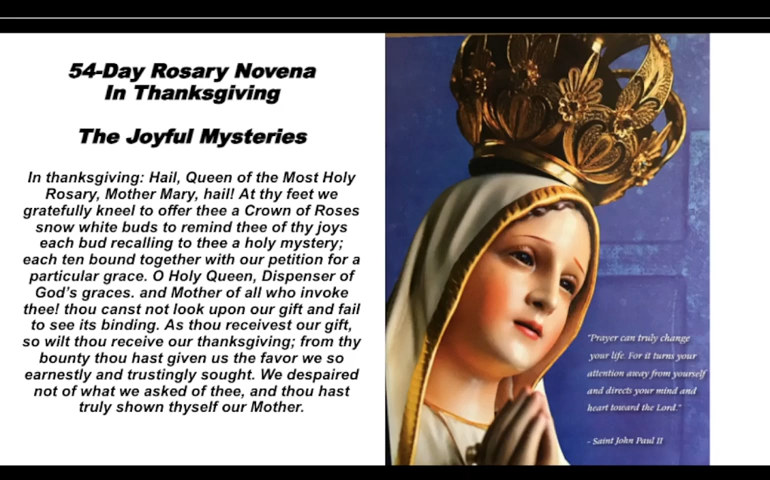 54-Day Rosary Novena
In Thanksgiving
The Joyful Mysteries
In thanksgiving: Hail, Queen of the Most Holy
Rosary, Mother Mary, hail! At thy feet we
gratefully kneel to offer thee a Crown of Roses
snow white buds to remind thee of thy joys
each bud recalling to thee a holy mystery;
each ten bound together with our petition for a
particular grace. O Holy Queen, Dispenser of
God's graces. and Mother of all who invoke
thee! thou canst not look upon our gift and fail
to see its binding. As thou receivest our gift,
so wilt thou receive our thanksgiving; from thy
bounty thou hast given us the favor we so
earnestly and trustingly sought. We despaired
not of what we asked of thee, and thou hast
truly shown thyself our Mother.
"Prayer can truly change
your life. For it turns your
attention away from yourself
and directs your mind and
heart toward the Lord."
- Saint John Paul II